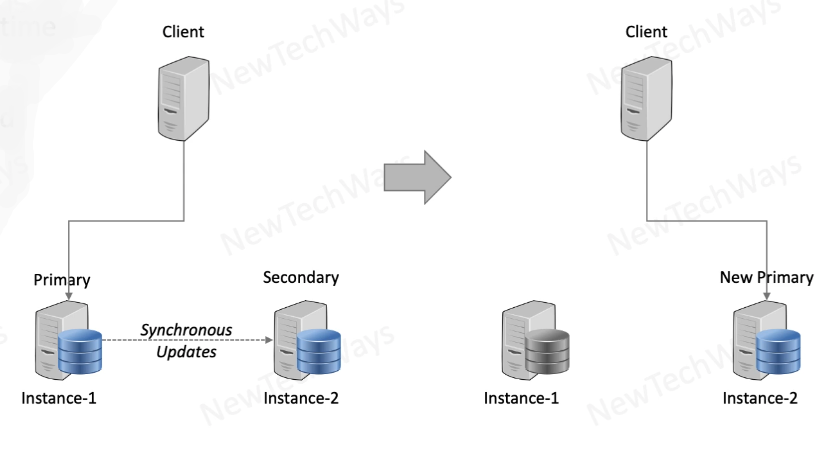 time
Client
Client
NewTechWays
NewTechWays
NewTechWays
NewTechWays
Primary
Secondary
New Primary
Synchronous
Updates
Instance-1
Instance-2
Instance-1
Instance-2
NewTechWays
NewTechWays